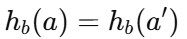 h_b(a) = h_b(a′)